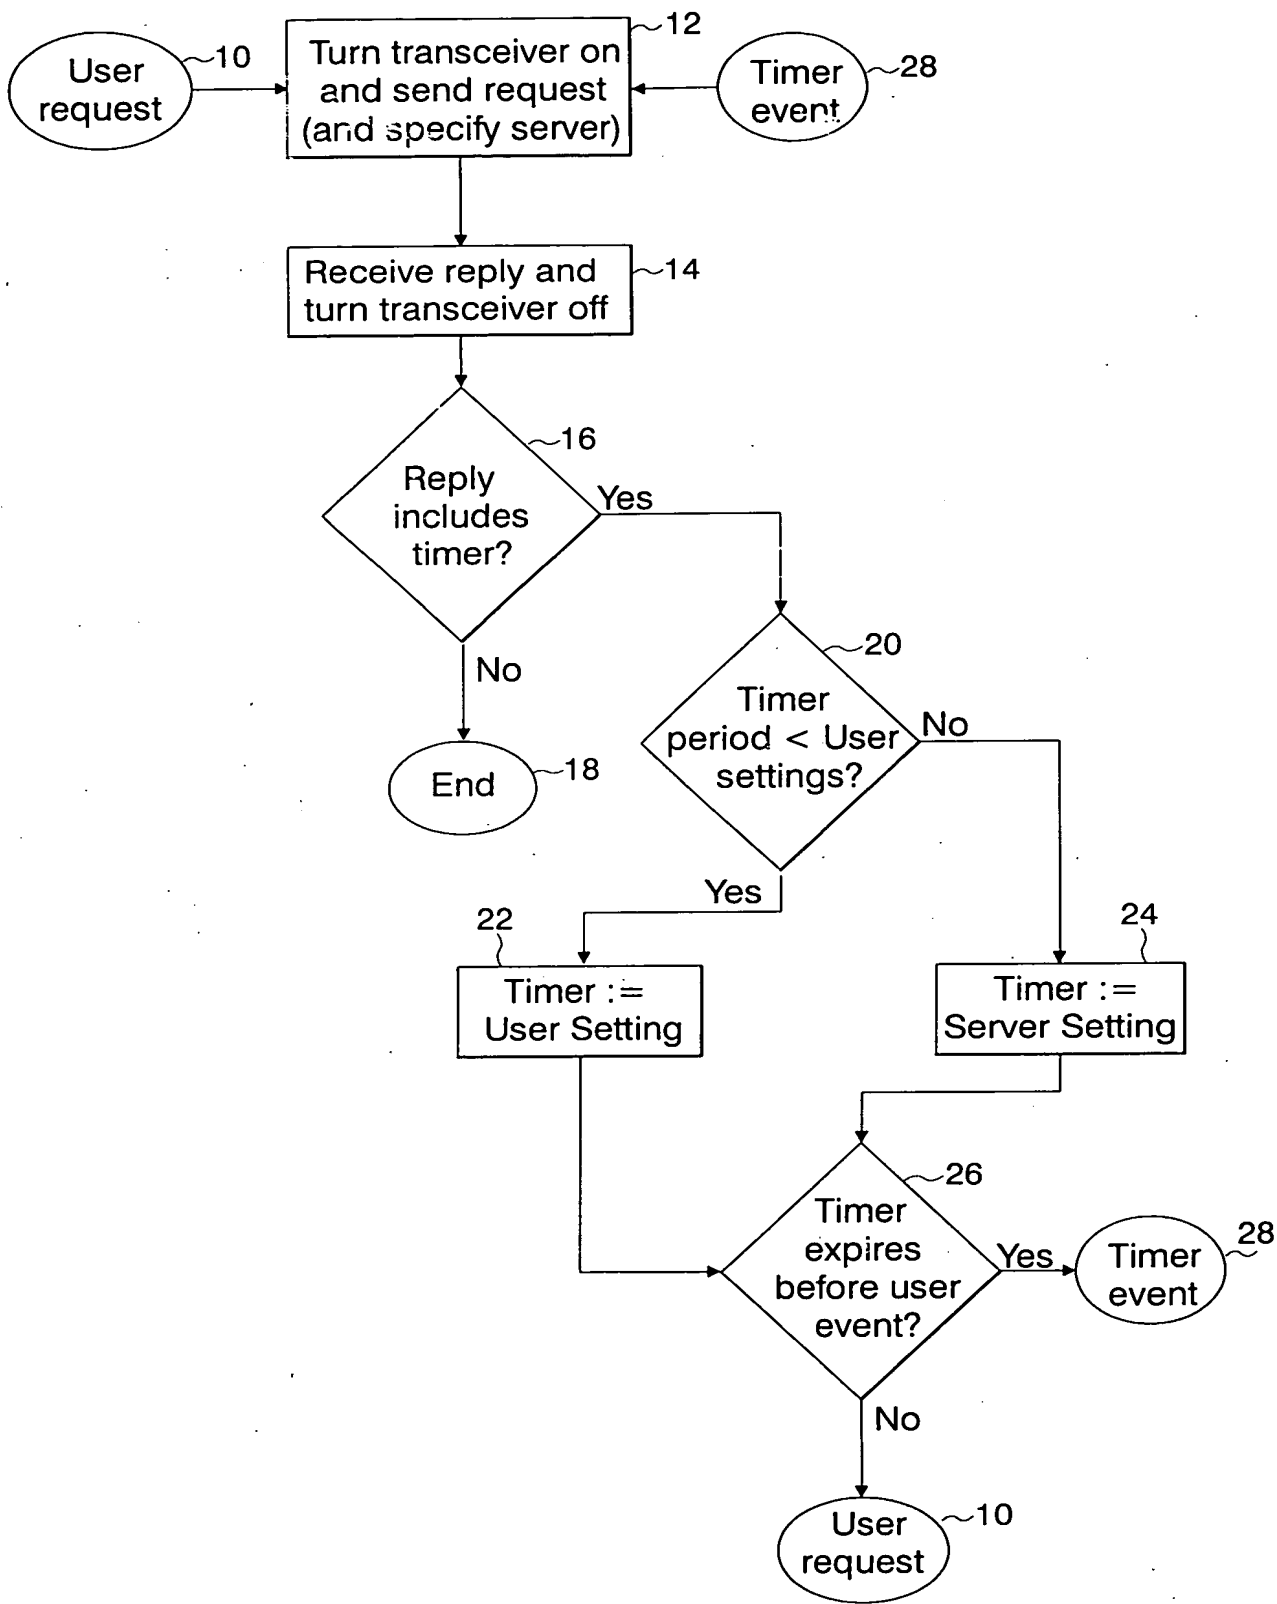 User
request
10
Turn transceiver on
and send request
(and specify server)
12
Timer
event
28
Receive reply and
turn transceiver off
14
Reply
includes
timer?
16
Yes
No
End
18
Timer
period < User
settings?
20
No
Yes
22
Timer :=
User Setting
24
Timer :=
Server Setting
Timer
expires
before user
event?
26
Yes
Timer
event
28
No
User
request
10